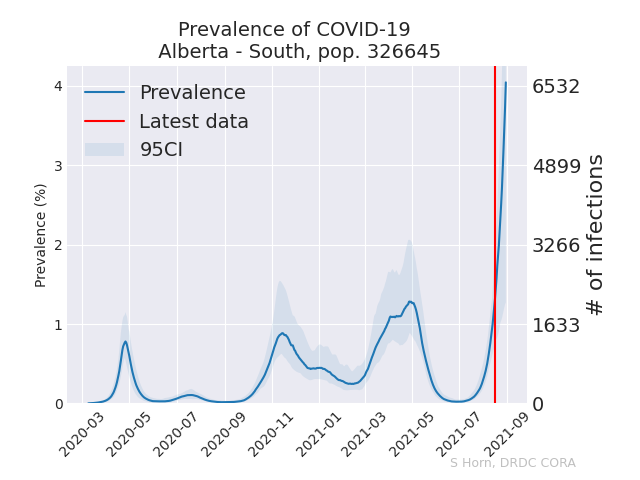 Prevalence of COVID-19
Alberta - South, pop. 326645
Prevalence
Latest data
95CI
Prevalence (%)
4
3
2
1
0
6532
4899
3266
1633
0
# of infections
2020-03
2020-05
2020-07
2020-09
2020-11
2021-01
2021-03
2021-05
2021-07
2021-09
S Horn, DRDC CORA